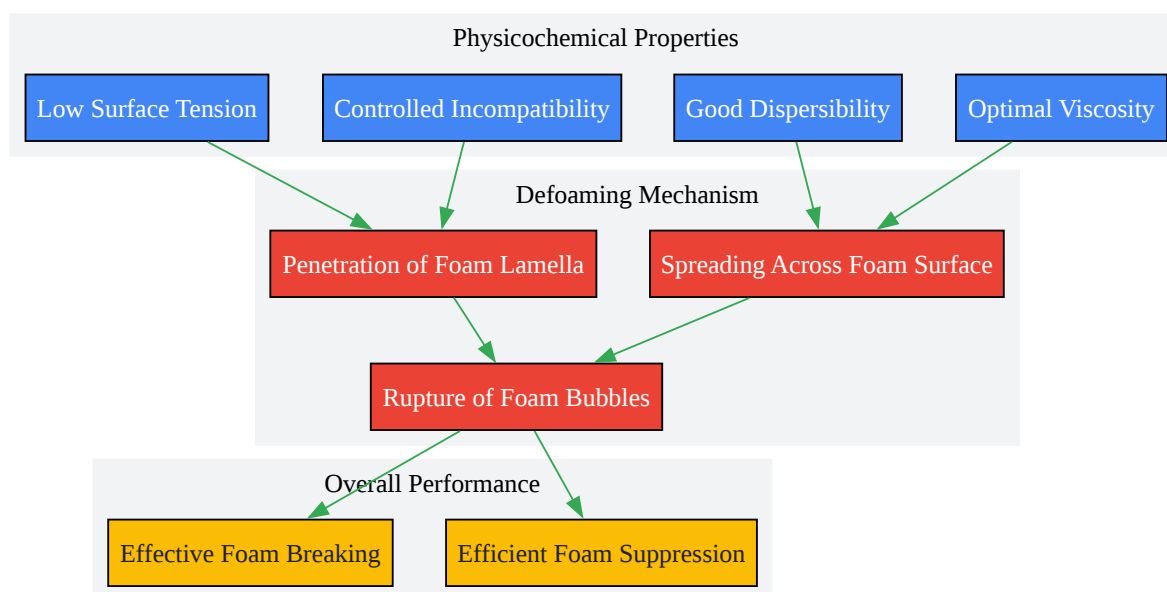 Physicochemical Properties
Low Surface Tension
Controlled Incompatibility
Good Dispersibility
Optimal Viscosity
Defoaming Mechanism
Penetration of Foam Lamella
Spreading Across Foam Surface
Rupture of Foam Bubbles
Overall Performance
Effective Foam Breaking
Efficient Foam Suppression